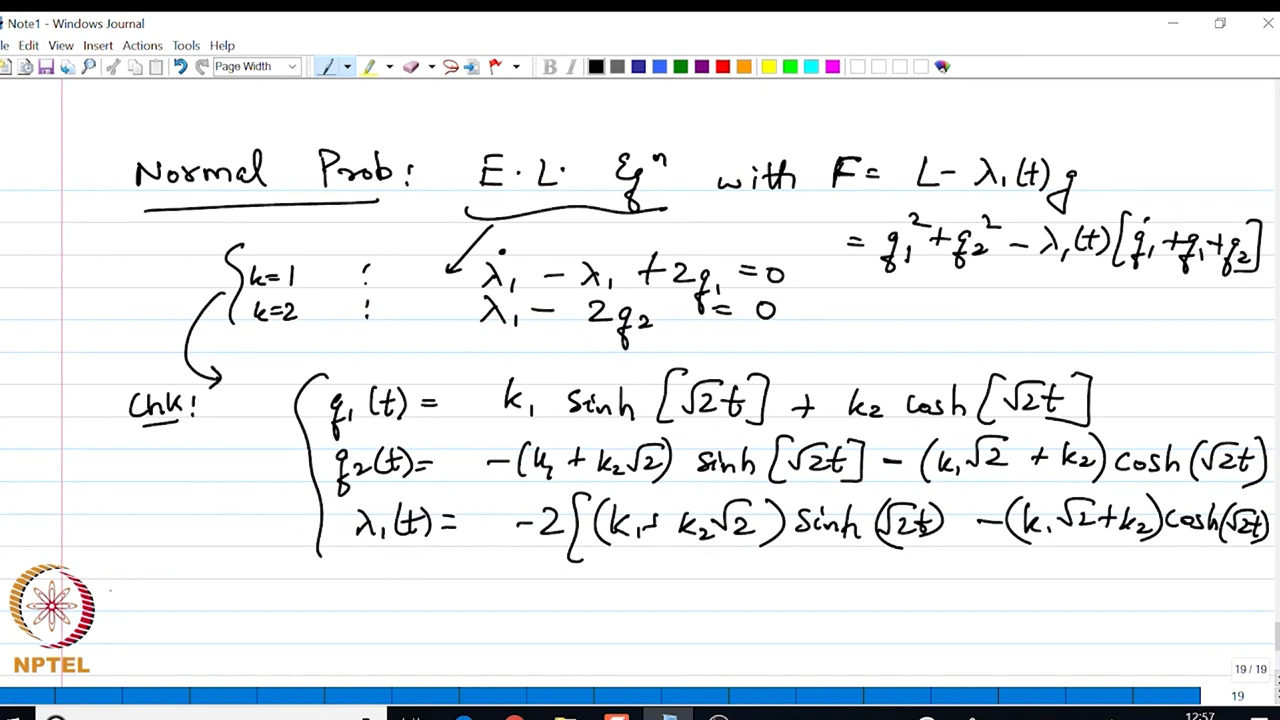 Note1 - Windows Journal
le Edit View Insert Actions Tools Help
Page Width
Normal Prob: E.L. Eqⁿ with F = L - λ₁(t) g
= q₁² + q₂² - λ₁(t)[q̇₁ + q₁ + q₂]
k=1 : λ̇₁ - λ₁ + 2q₁ = 0
k=2 : λ₁ - 2q₂ = 0
Chk: q₁(t) = k₁ sinh[√2t] + k₂ cosh[√2t]
q₂(t) = -(k₁ + k₂√2) sinh[√2t] - (k₁√2 + k₂) cosh(√2t)
λ₁(t) = -2[(k₁ + k₂√2) sinh(√2t) - (k₁√2 + k₂) cosh(√2t)
NPTEL
19 / 19
19
12:57